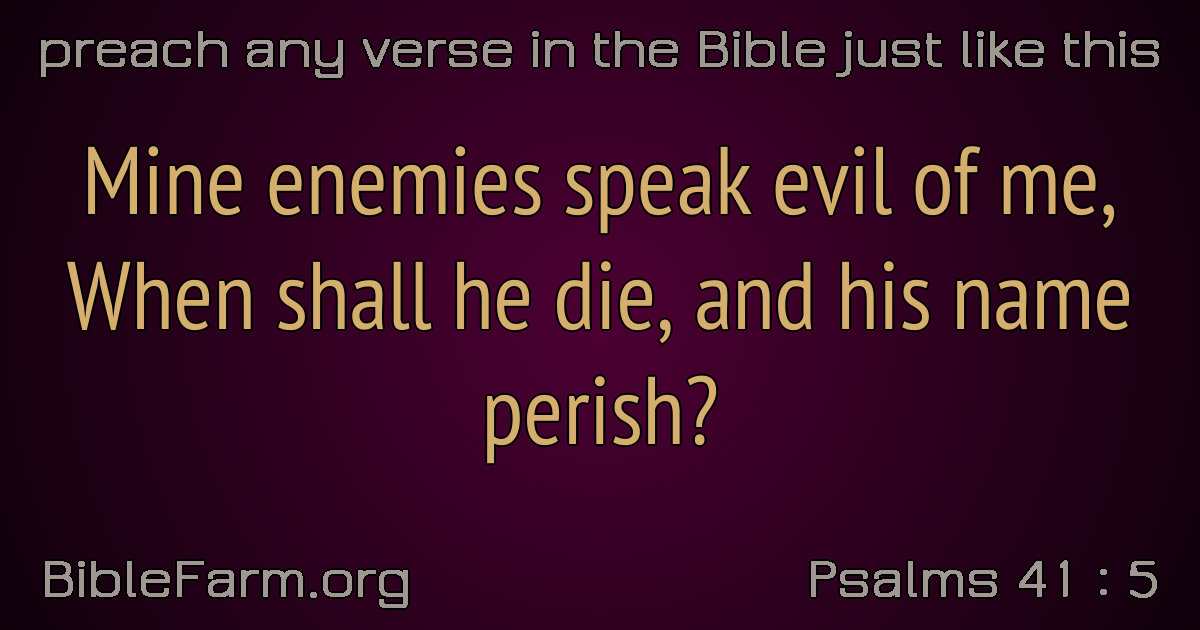 preach any verse in the Bible just like this
Mine enemies speak evil of me,
When shall he die, and his name
perish?
BibleFarm.org
Psalms 41 : 5